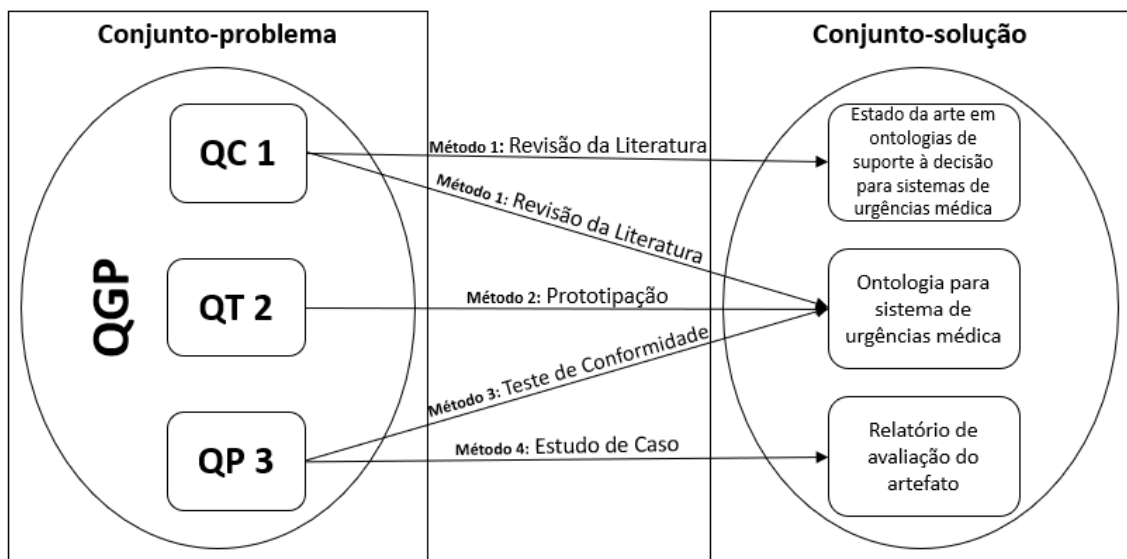 Conjunto-problema
Conjunto-solução
QGP
QC 1
QT 2
QP 3
Método 1: Revisão da Literatura
Método 1: Revisão da Literatura
Método 2: Prototipação
Método 3: Teste de Conformidade
Método 4: Estudo de Caso
Estado da arte em
ontologias de
suporte à decisão
para sistemas de
urgências médica
Ontologia para
sistema de
urgências médica
Relatório de
avaliação do
artefato